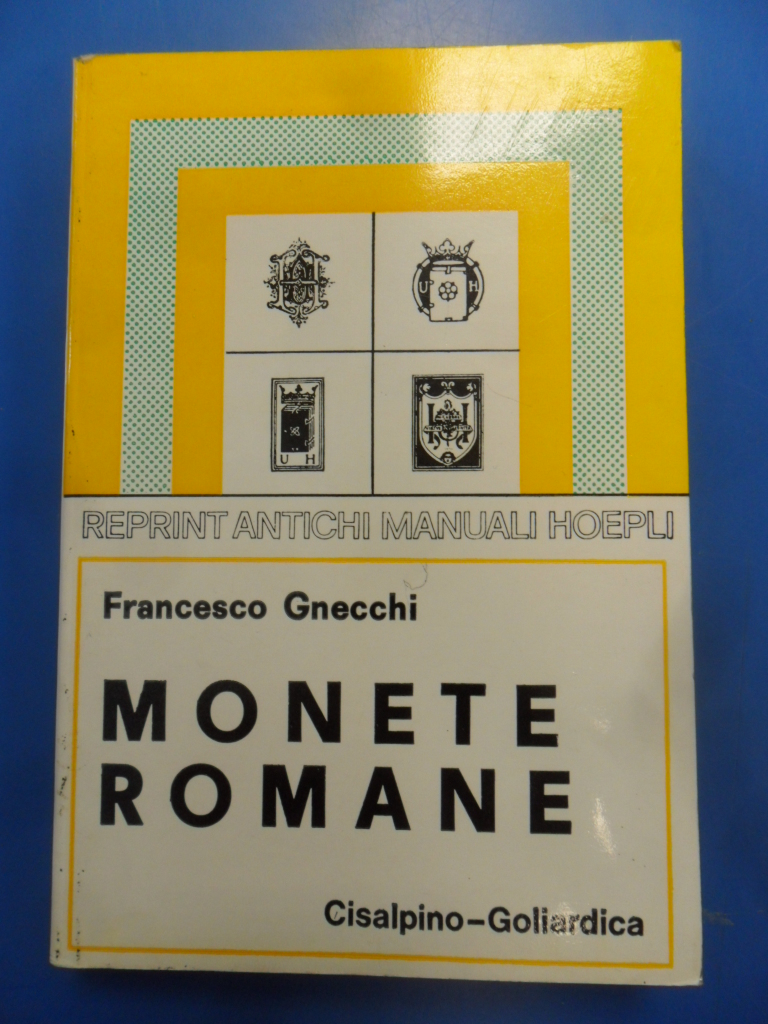 U H
U H
REPRINT ANTICHI MANUALI HOEPLI
Francesco Gnecchi
MONETE
ROMANE
Cisalpino-Goliardica